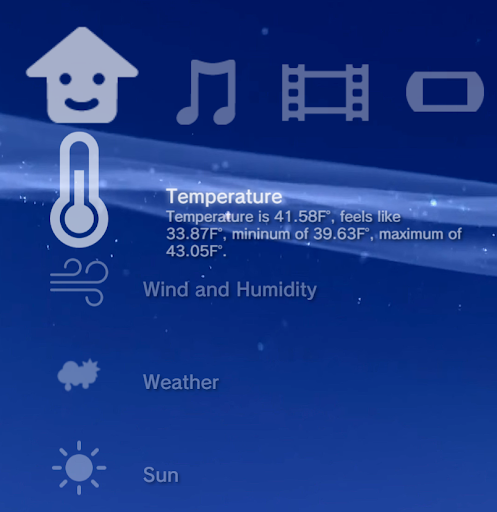 Temperature
Temperature is 41.58F°, feels like
33.87F°, mininum of 39.63F°, maximum of
43.05F°.
Wind and Humidity
Weather
Sun